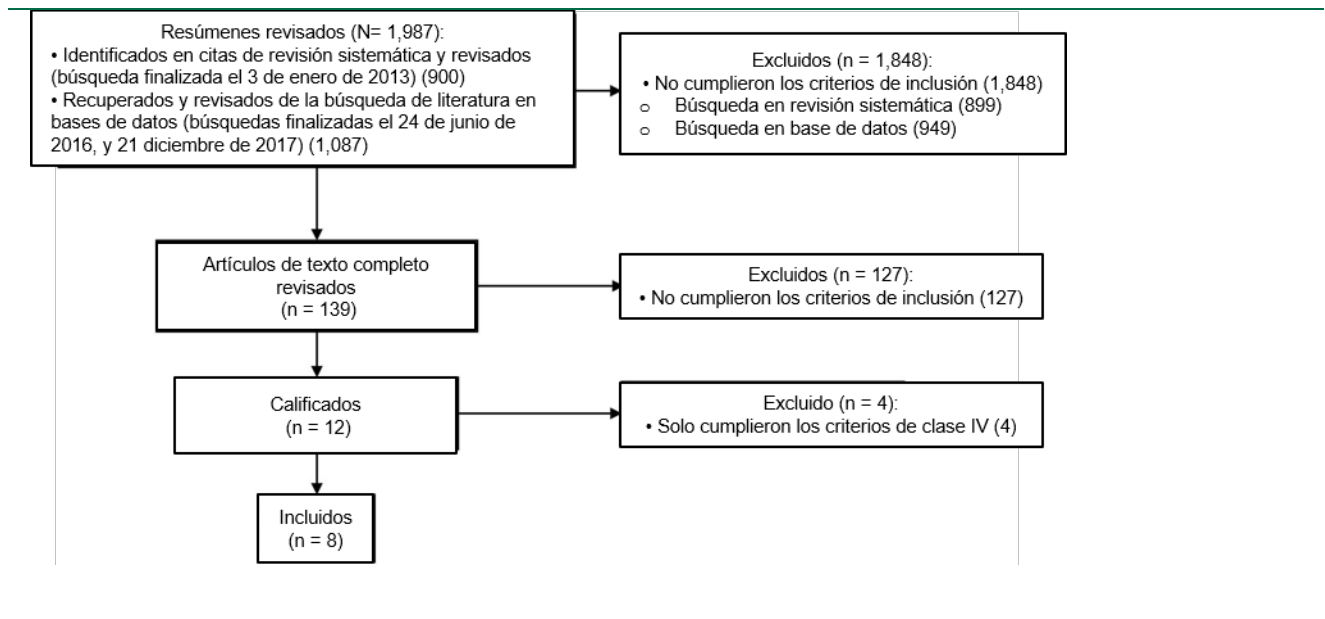 Resúmenes revisados (N= 1,987):
• Identificados en citas de revisión sistemática y revisados
(búsqueda finalizada el 3 de enero de 2013) (900)
• Recuperados y revisados de la búsqueda de literatura en
bases de datos (búsquedas finalizadas el 24 de junio de
2016, y 21 diciembre de 2017) (1,087)
Excluidos (n = 1,848):
• No cumplieron los criterios de inclusión (1,848)
o Búsqueda en revisión sistemática (899)
o Búsqueda en base de datos (949)
Artículos de texto completo
revisados
(n = 139)
Excluidos (n = 127):
• No cumplieron los criterios de inclusión (127)
Calificados
(n = 12)
Excluido (n = 4):
• Solo cumplieron los criterios de clase IV (4)
Incluidos
(n = 8)